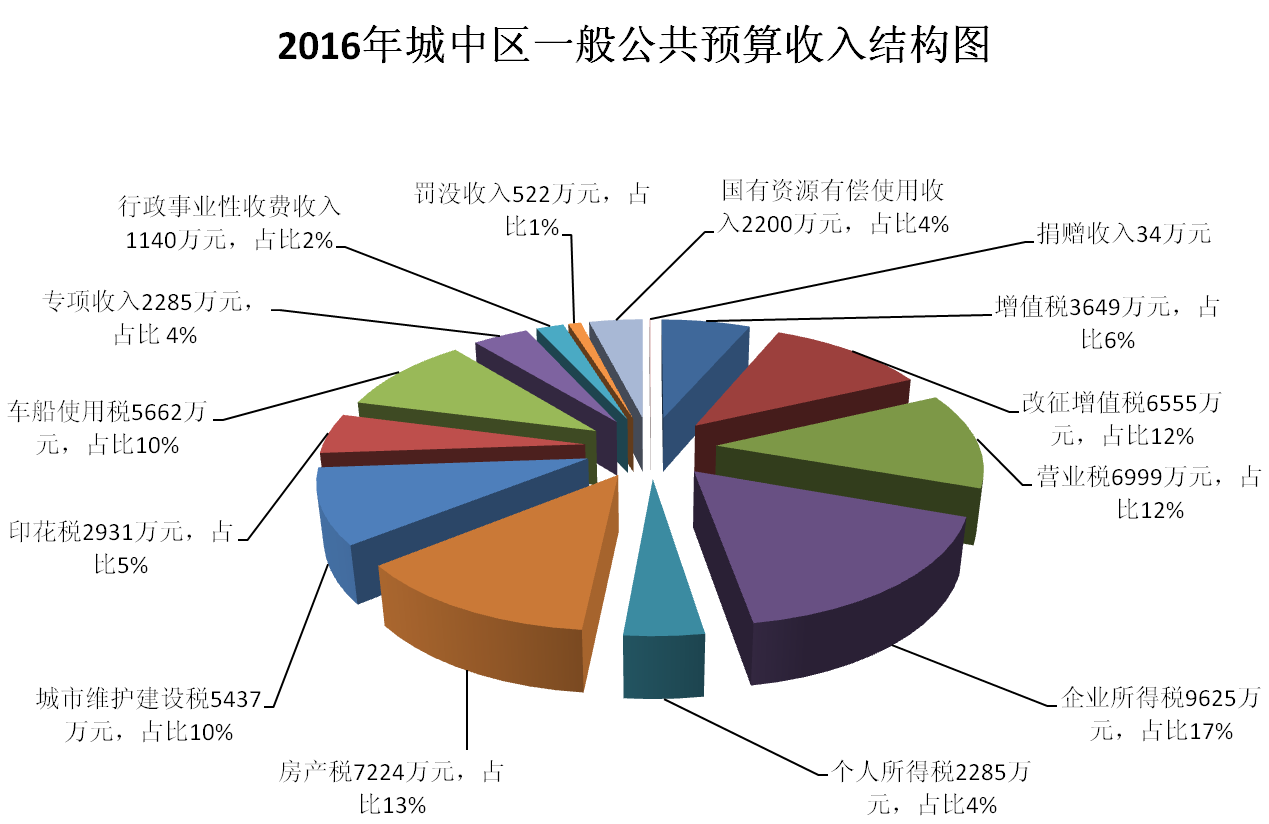 2016年城中区一般公共预算收入结构图
行政事业性收费收入
1140万元，占比2%
罚没收入522万元，占
比1%
国有资源有偿使用收
入2200万元，占比4%
捐赠收入34万元
专项收入2285万元，
占比 4%
增值税3649万元，占
比6%
车船使用税5662万
元，占比10%
改征增值税6555万
元，占比12%
营业税6999万元，占
比12%
印花税2931万元，占
比5%
城市维护建设税5437
万元，占比10%
企业所得税9625万
元，占比17%
房产税7224万元，占
比13%
个人所得税2285万
元，占比4%